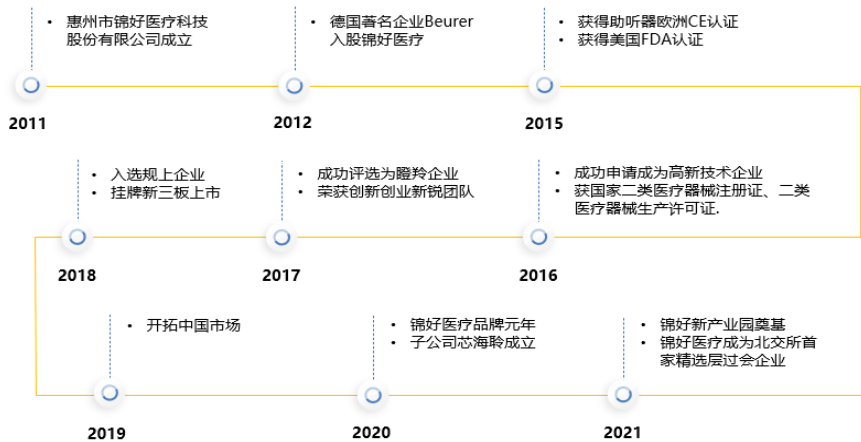 • 惠州市锦好医疗科技
股份有限公司成立
2011
• 德国著名企业Beurer
入股锦好医疗
2012
• 获得助听器欧洲CE认证
• 获得美国FDA认证
2015
• 成功申请成为高新技术企业
• 获国家二类医疗器械注册证、二类
医疗器械生产许可证.
2016
• 成功评选为瞪羚企业
• 荣获创新创业新锐团队
2017
• 入选规上企业
• 挂牌新三板上市
2018
• 开拓中国市场
2019
• 锦好医疗品牌元年
• 子公司芯海聆成立
2020
• 锦好新产业园奠基
• 锦好医疗成为北交所首
家精选层过会企业
2021